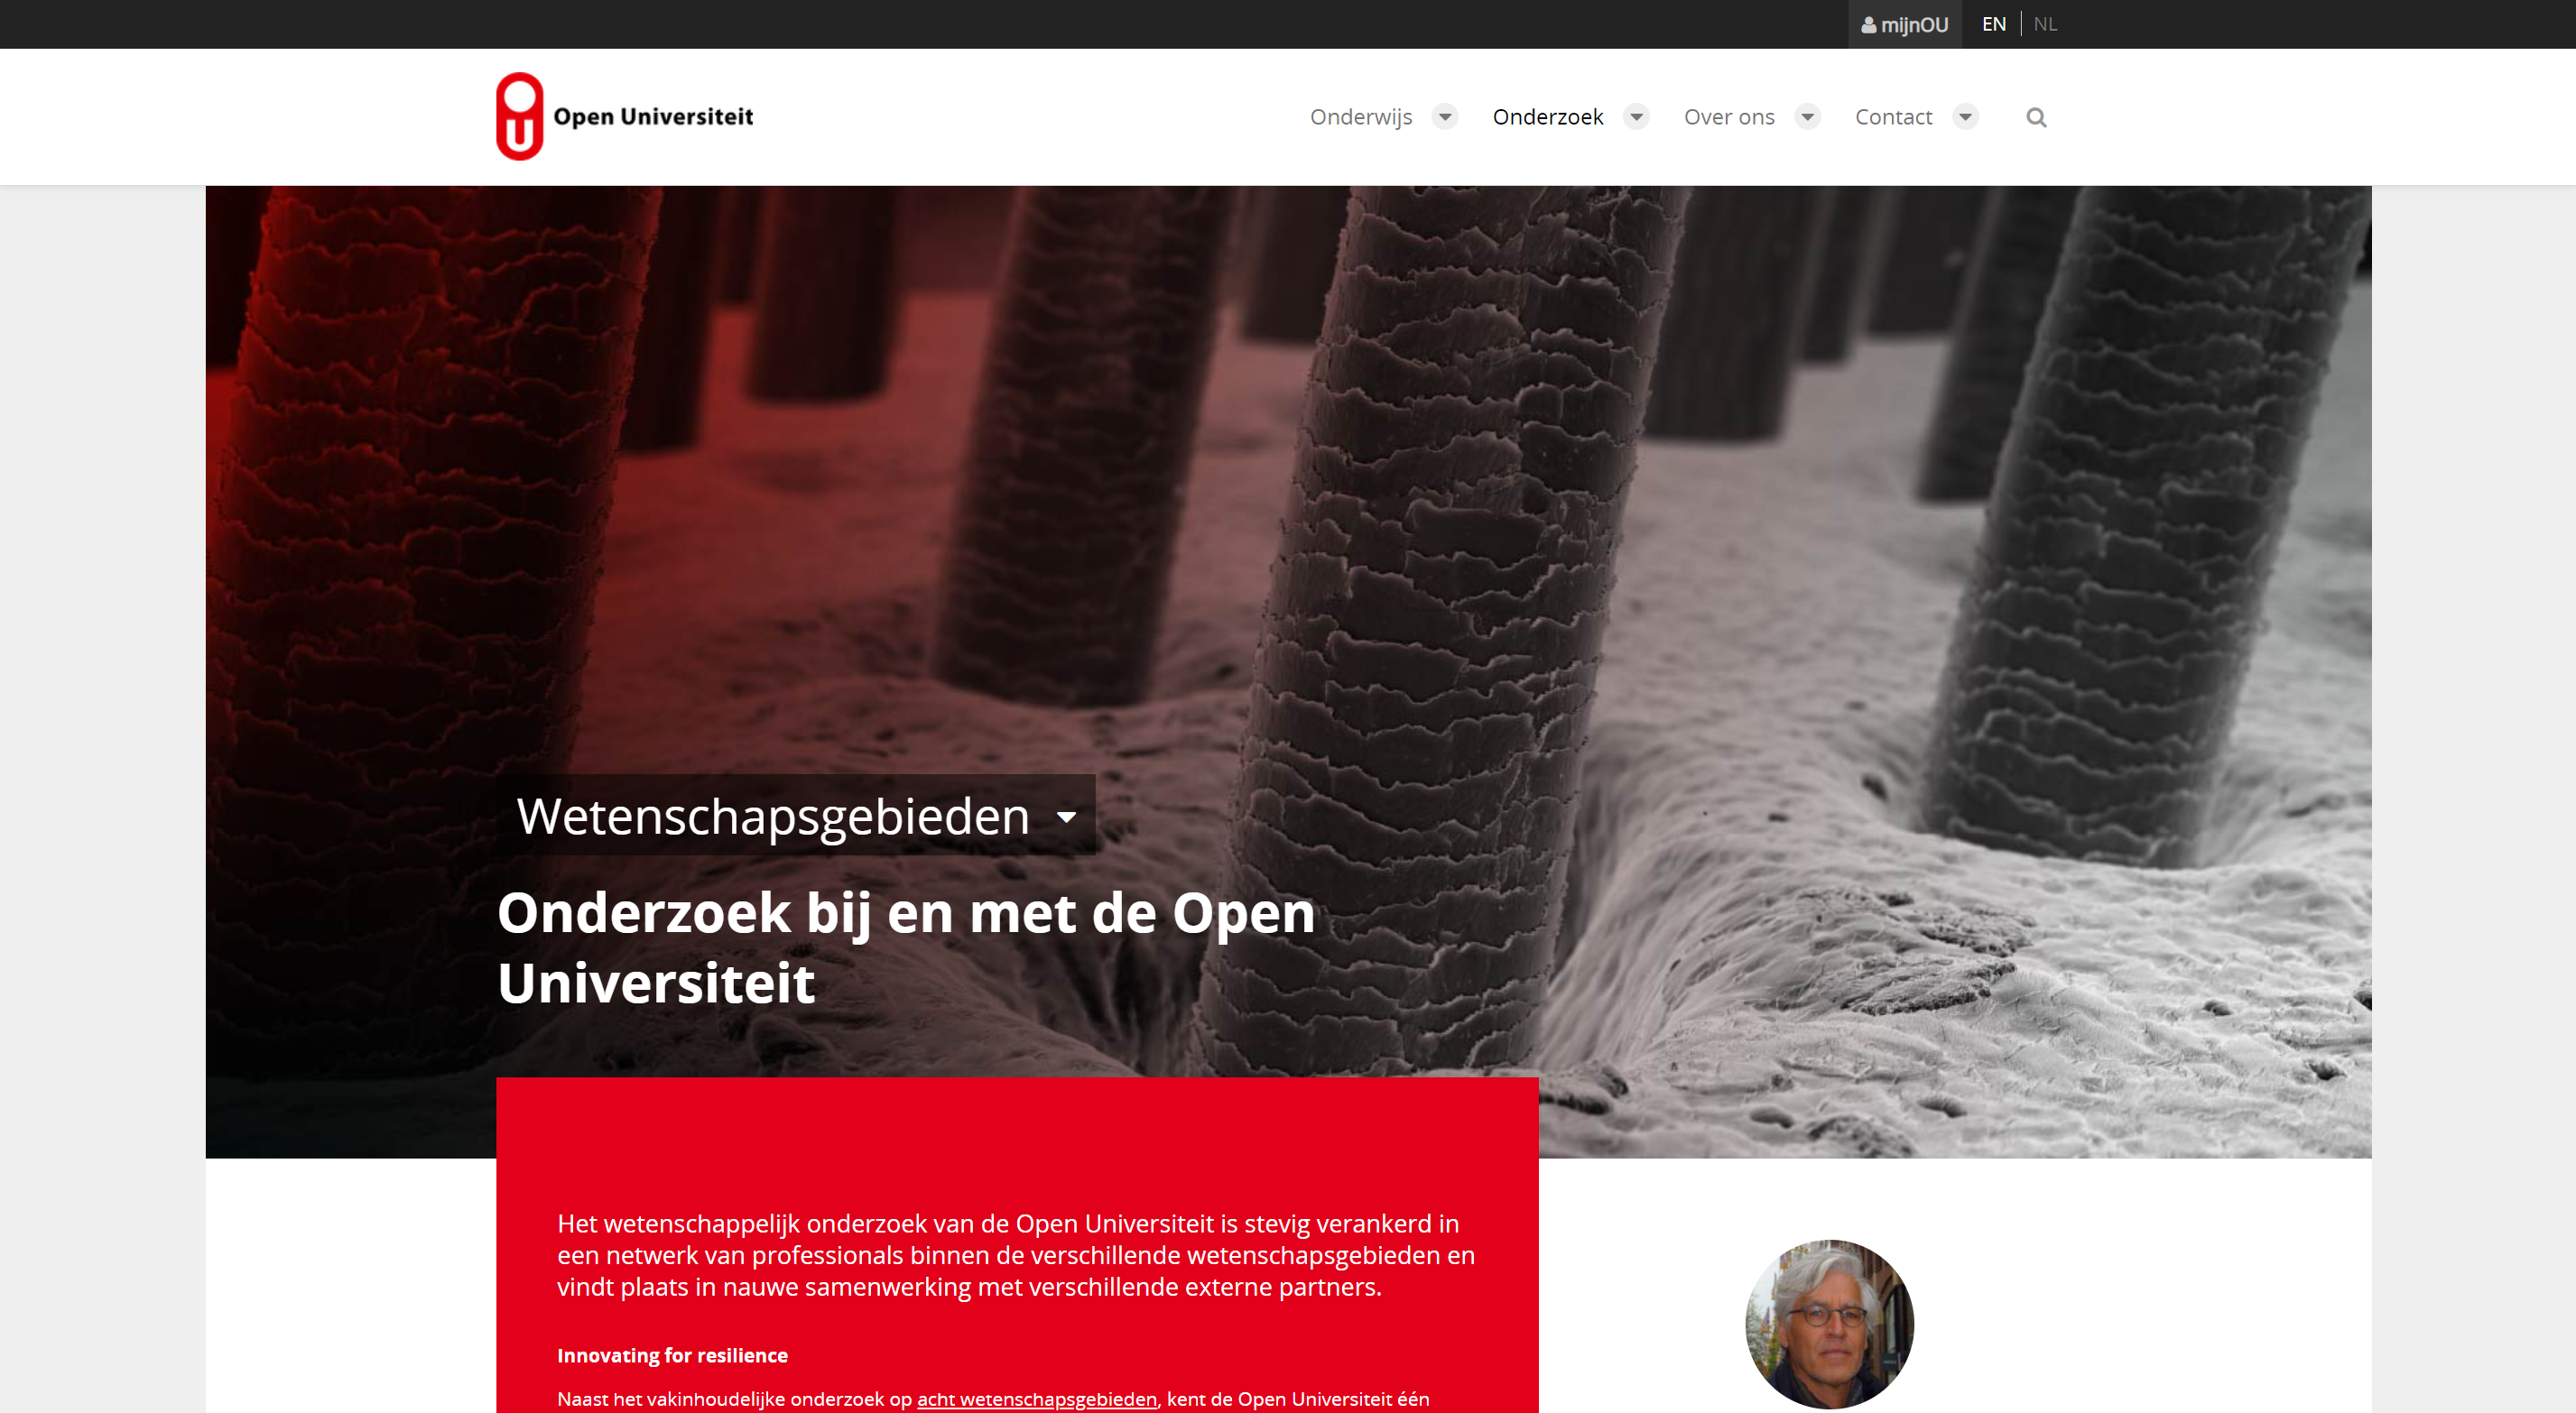 mijnOU EN NL
Open Universiteit
Onderwijs Onderzoek Over ons Contact
Wetenschapsgebieden
Onderzoek bij en met de Open
Universiteit
Het wetenschappelijk onderzoek van de Open Universiteit is stevig verankerd in
een netwerk van professionals binnen de verschillende wetenschapsgebieden en
vindt plaats in nauwe samenwerking met verschillende externe partners.
Innovating for resilience
Naast het vakinhoudelijke onderzoek op acht wetenschapsgebieden, kent de Open Universiteit één